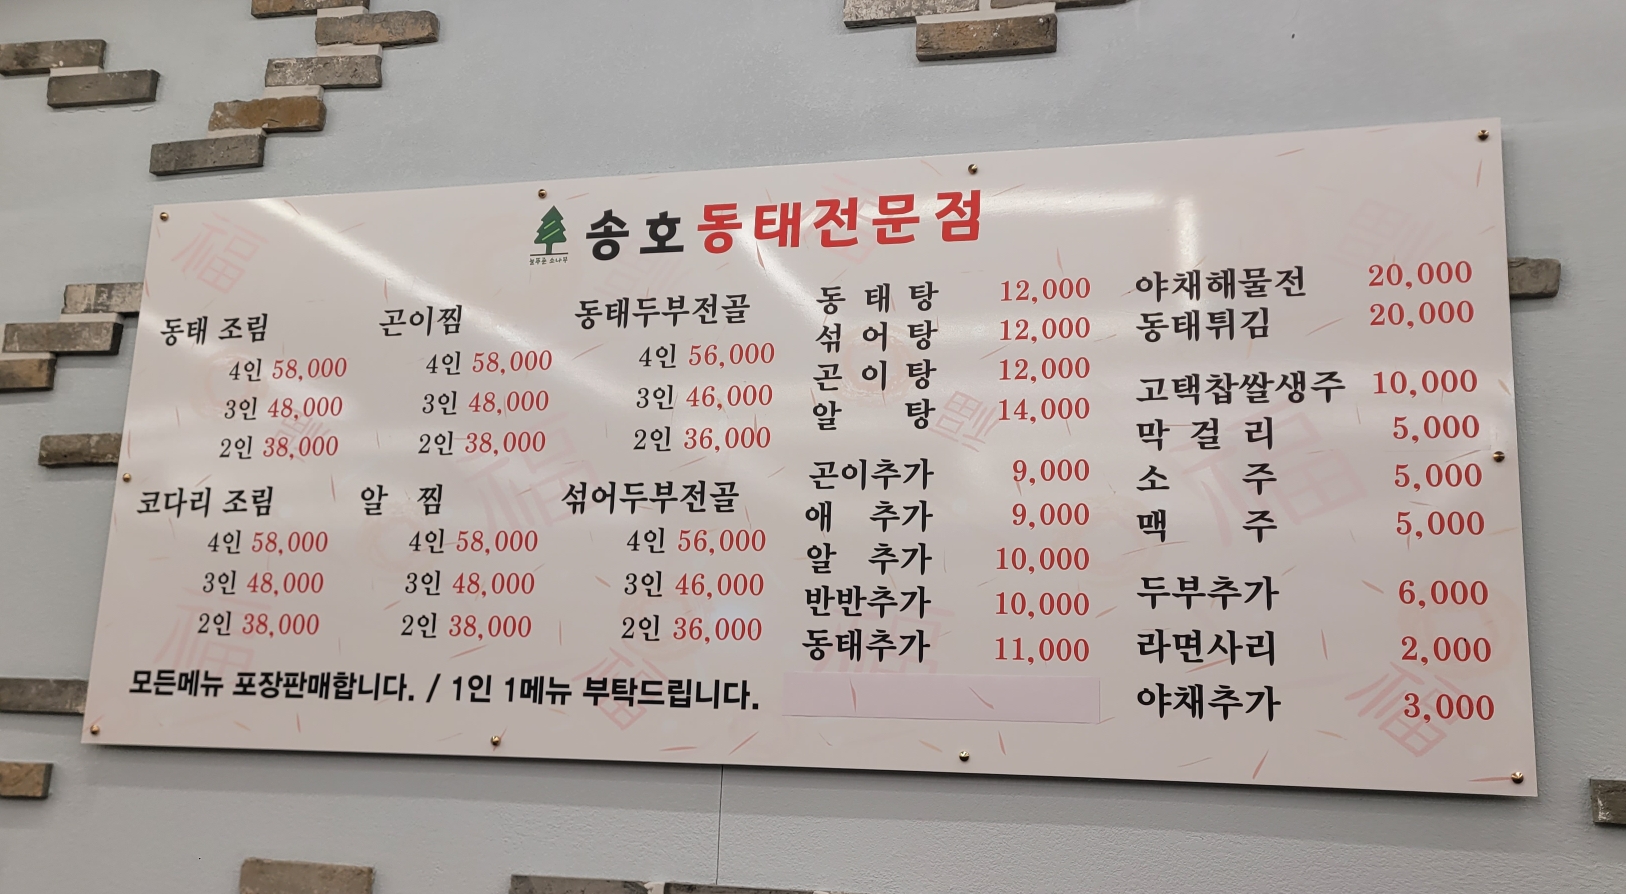 송호동태전문점
늘푸른 소나무
동태 조림
4인 58,000
3인 48,000
2인 38,000
곤이찜
4인 58,000
3인 48,000
2인 38,000
동태두부전골
4인 56,000
3인 46,000
2인 36,000
코다리 조림
4인 58,000
3인 48,000
2인 38,000
알 찜
4인 58,000
3인 48,000
2인 38,000
섞어두부전골
4인 56,000
3인 46,000
2인 36,000
모든메뉴 포장판매합니다. / 1인 1메뉴 부탁드립니다.
동 태 탕 12,000
섞 어 탕 12,000
곤 이 탕 12,000
알 탕 14,000
곤이추가 9,000
애 추가 9,000
알 추가 10,000
반반추가 10,000
동태추가 11,000
야채해물전 20,000
동태튀김 20,000
고택찹쌀생주 10,000
막 걸 리 5,000
소 주 5,000
맥 주 5,000
두부추가 6,000
라면사리 2,000
야채추가 3,000